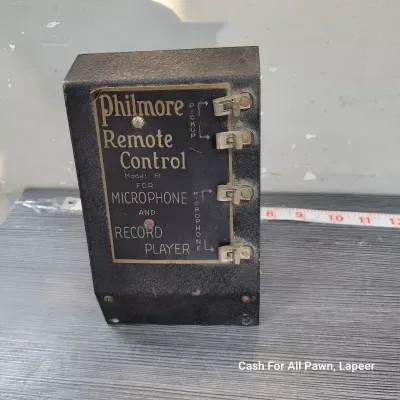 Philmore
Remote
Control
Model B
FOR
MICROPHONE
AND
RECORD
PLAYER
PICKUP
MICROPHONE
8 9 10 11 12
Cash For All Pawn, Lapeer